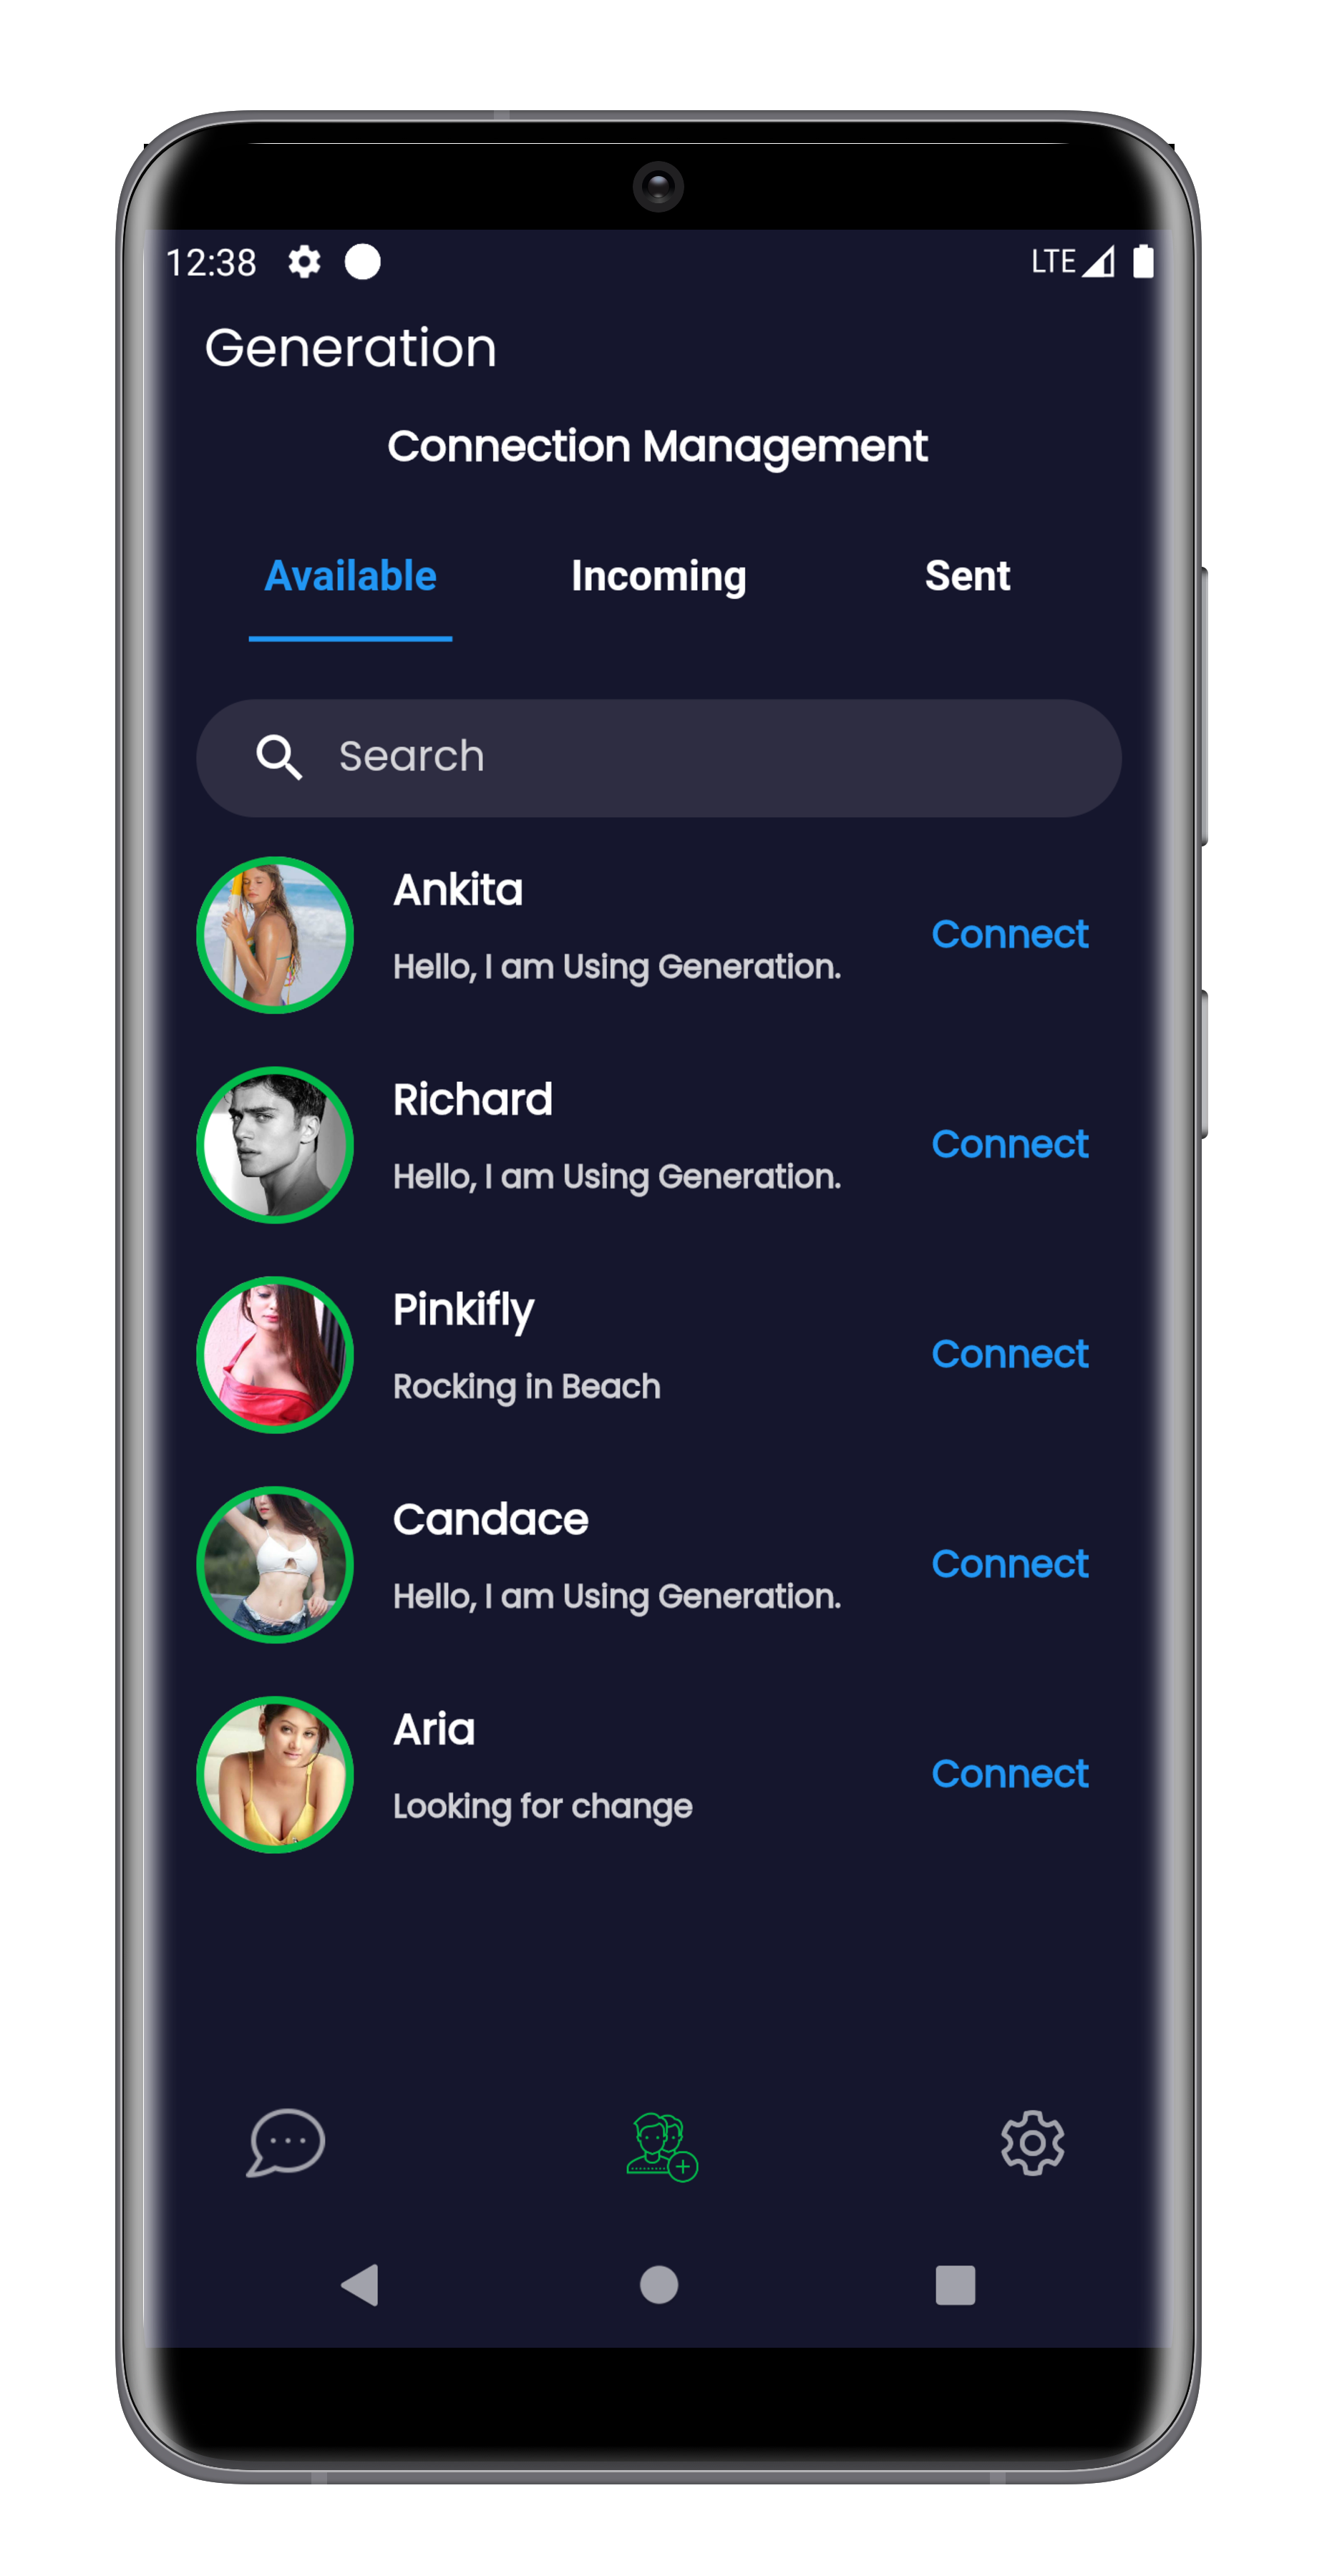 12:38
LTE
Generation
Connection Management
Available Incoming Sent
Search
Ankita
Hello, I am Using Generation.
Connect
Richard
Hello, I am Using Generation.
Connect
Pinkifly
Rocking in Beach
Connect
Candace
Hello, I am Using Generation.
Connect
Aria
Looking for change
Connect